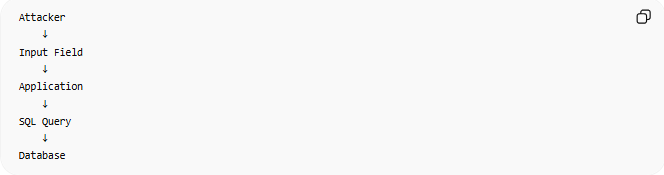 Attacker
↓
Input Field
↓
Application
↓
SQL Query
↓
Database